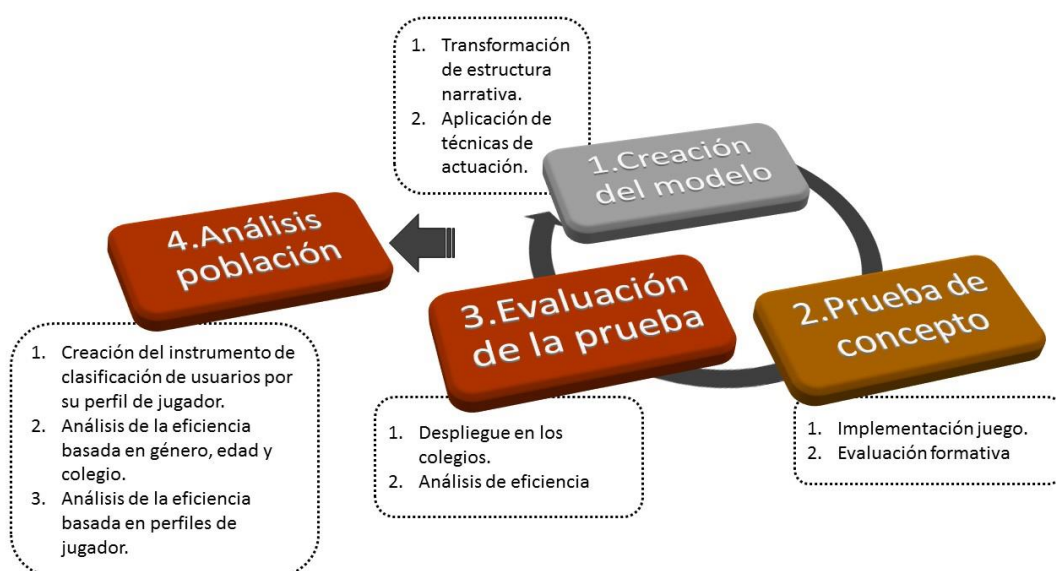 1. Transformación
de estructura
narrativa.
2. Aplicación de
técnicas de
actuación.
1.Creación
del modelo
4.Análisis
población
3.Evaluación
de la prueba
2.Prueba de
concepto
1. Creación del instrumento de
clasificación de usuarios por
su perfil de jugador.
2. Análisis de la eficiencia
basada en género, edad y
colegio.
3. Análisis de la eficiencia
basada en perfiles de
jugador.
1. Despliegue en los
colegios.
2. Análisis de eficiencia
1. Implementación juego.
2. Evaluación formativa